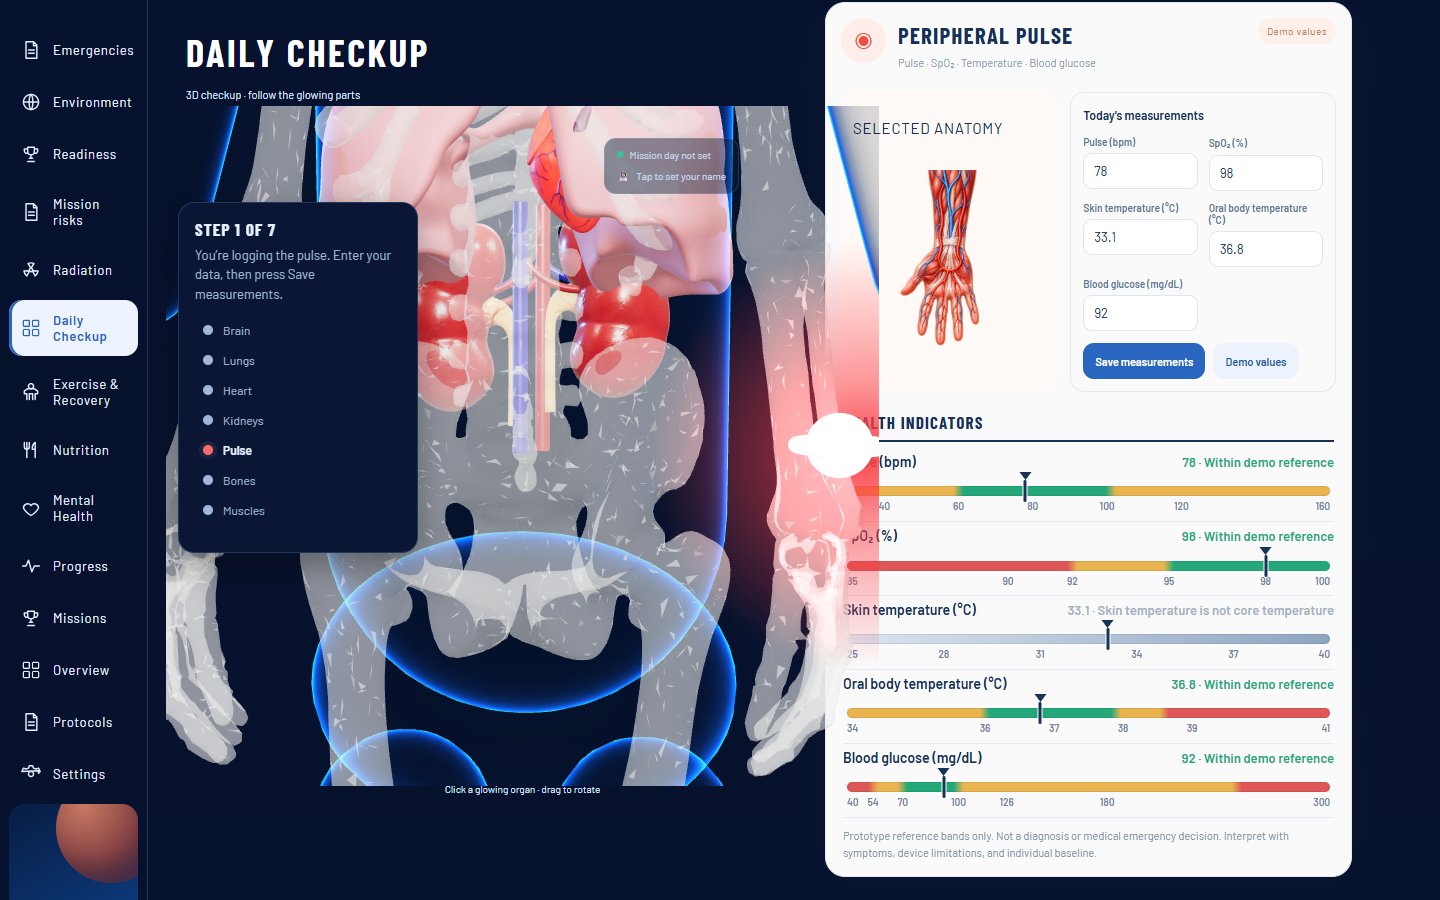 Emergencies
Environment
Readiness
Mission
risks
Radiation
Daily
Checkup
Exercise &
Recovery
Nutrition
Mental
Health
Progress
Missions
Overview
Protocols
Settings
DAILY CHECKUP
3D checkup · follow the glowing parts
Mission day not set
Tap to set your name
STEP 1 OF 7
You're logging the pulse. Enter your
data, then press Save
measurements.
Brain
Lungs
Heart
Kidneys
Pulse
Bones
Muscles
Click a glowing organ · drag to rotate
PERIPHERAL PULSE
Pulse · SpO₂ · Temperature · Blood glucose
Demo values
SELECTED ANATOMY
Today's measurements
Pulse (bpm)
78
SpO₂ (%)
98
Skin temperature (°C)
33.1
Oral body temperature
(°C)
36.8
Blood glucose (mg/dL)
92
Save measurements
Demo values
INDICATORS
(bpm)
78 · Within demo reference
40 60 80 100 120 160
SpO₂ (%)
98 · Within demo reference
85 90 92 95 98 100
Skin temperature (°C)
33.1 · Skin temperature is not core temperature
25 28 31 34 37 40
Oral body temperature (°C)
36.8 · Within demo reference
34 36 37 38 39 41
Blood glucose (mg/dL)
92 · Within demo reference
40 54 70 100 126 180 300
Prototype reference bands only. Not a diagnosis or medical emergency decision. Interpret with
symptoms, device limitations, and individual baseline.